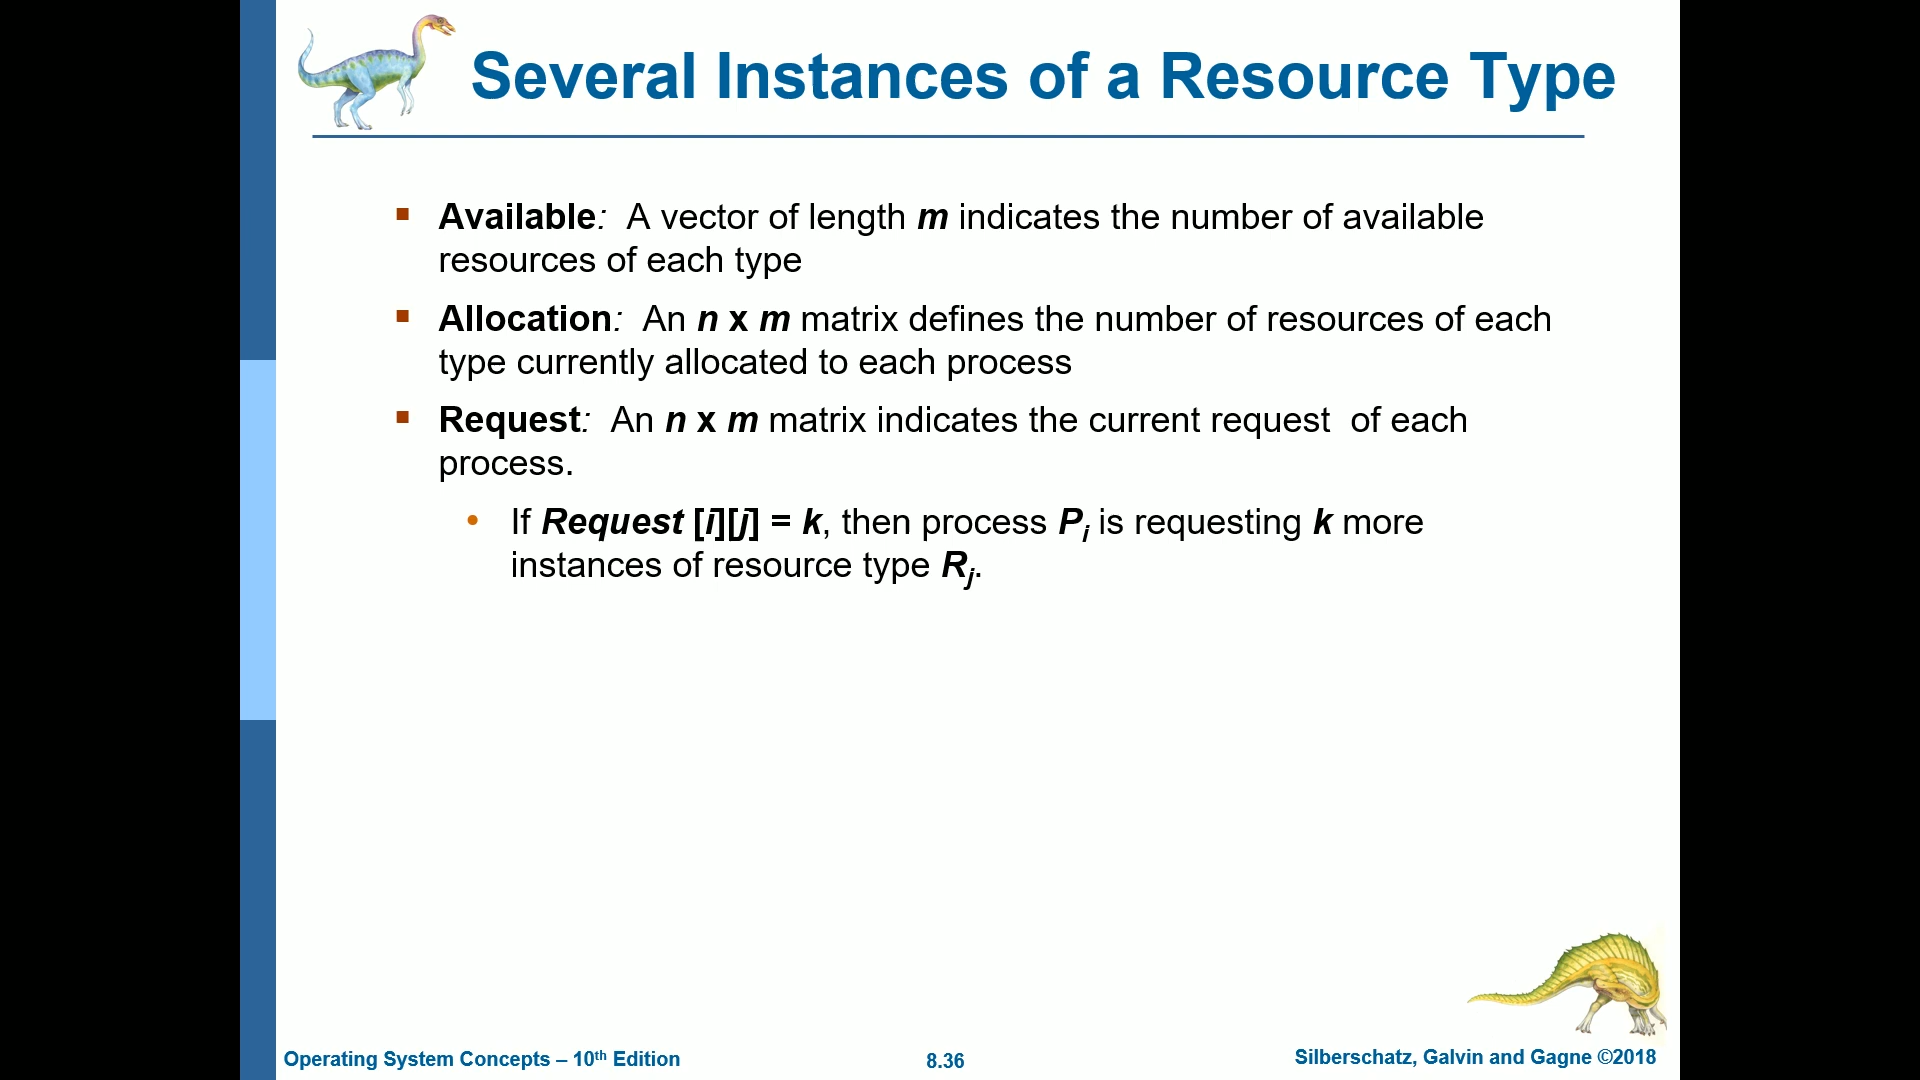 Several Instances of a Resource Type
▪ Available: A vector of length m indicates the number of available
resources of each type
▪ Allocation: An n x m matrix defines the number of resources of each
type currently allocated to each process
▪ Request: An n x m matrix indicates the current request of each
process.
• If Request [i][j] = k, then process Pi is requesting k more
instances of resource type Rj.
Operating System Concepts – 10th Edition
8.36
Silberschatz, Galvin and Gagne ©2018